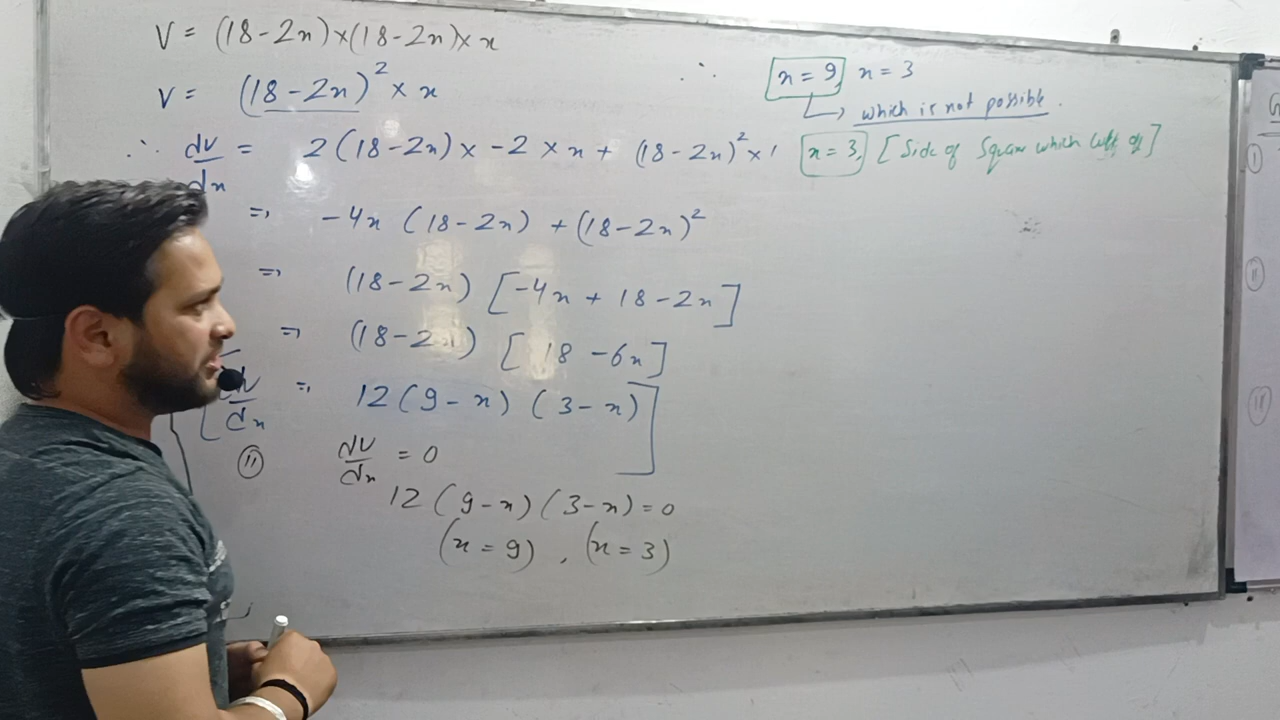 V = (18-2x)×(18-2x)×x
V = (18-2x)² × x
∴ dV/dx = 2(18-2x)× -2 × x + (18-2x)² × 1
=> -4x (18-2x) + (18-2x)²
=> (18-2x) [-4x + 18-2x]
=> (18-2x) [18 -6x]
dV/dx => 12(9-x) (3-x)
(ii) dV/dx = 0
12(9-x)(3-x)=0
(x=9), (x=3)
∴ x=9, x=3
which is not possible.
x=3, [Side of Square which cuff of]
(i)
(ii)